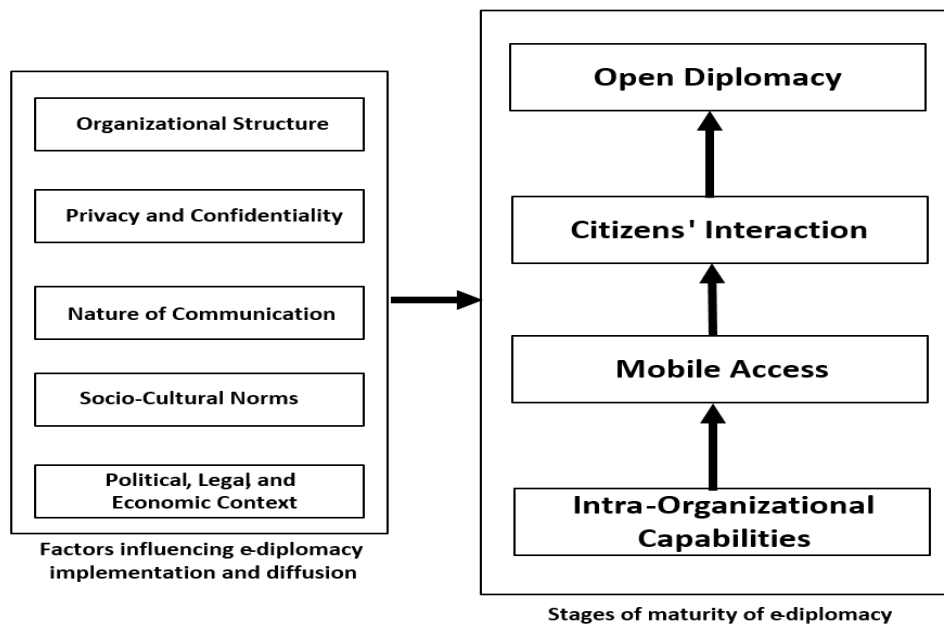 Organizational Structure
Privacy and Confidentiality
Nature of Communication
Socio-Cultural Norms
Political, Legal, and
Economic Context
Factors influencing e-diplomacy
implementation and diffusion
Open Diplomacy
Citizens' Interaction
Mobile Access
Intra-Organizational
Capabilities
Stages of maturity of e-diplomacy